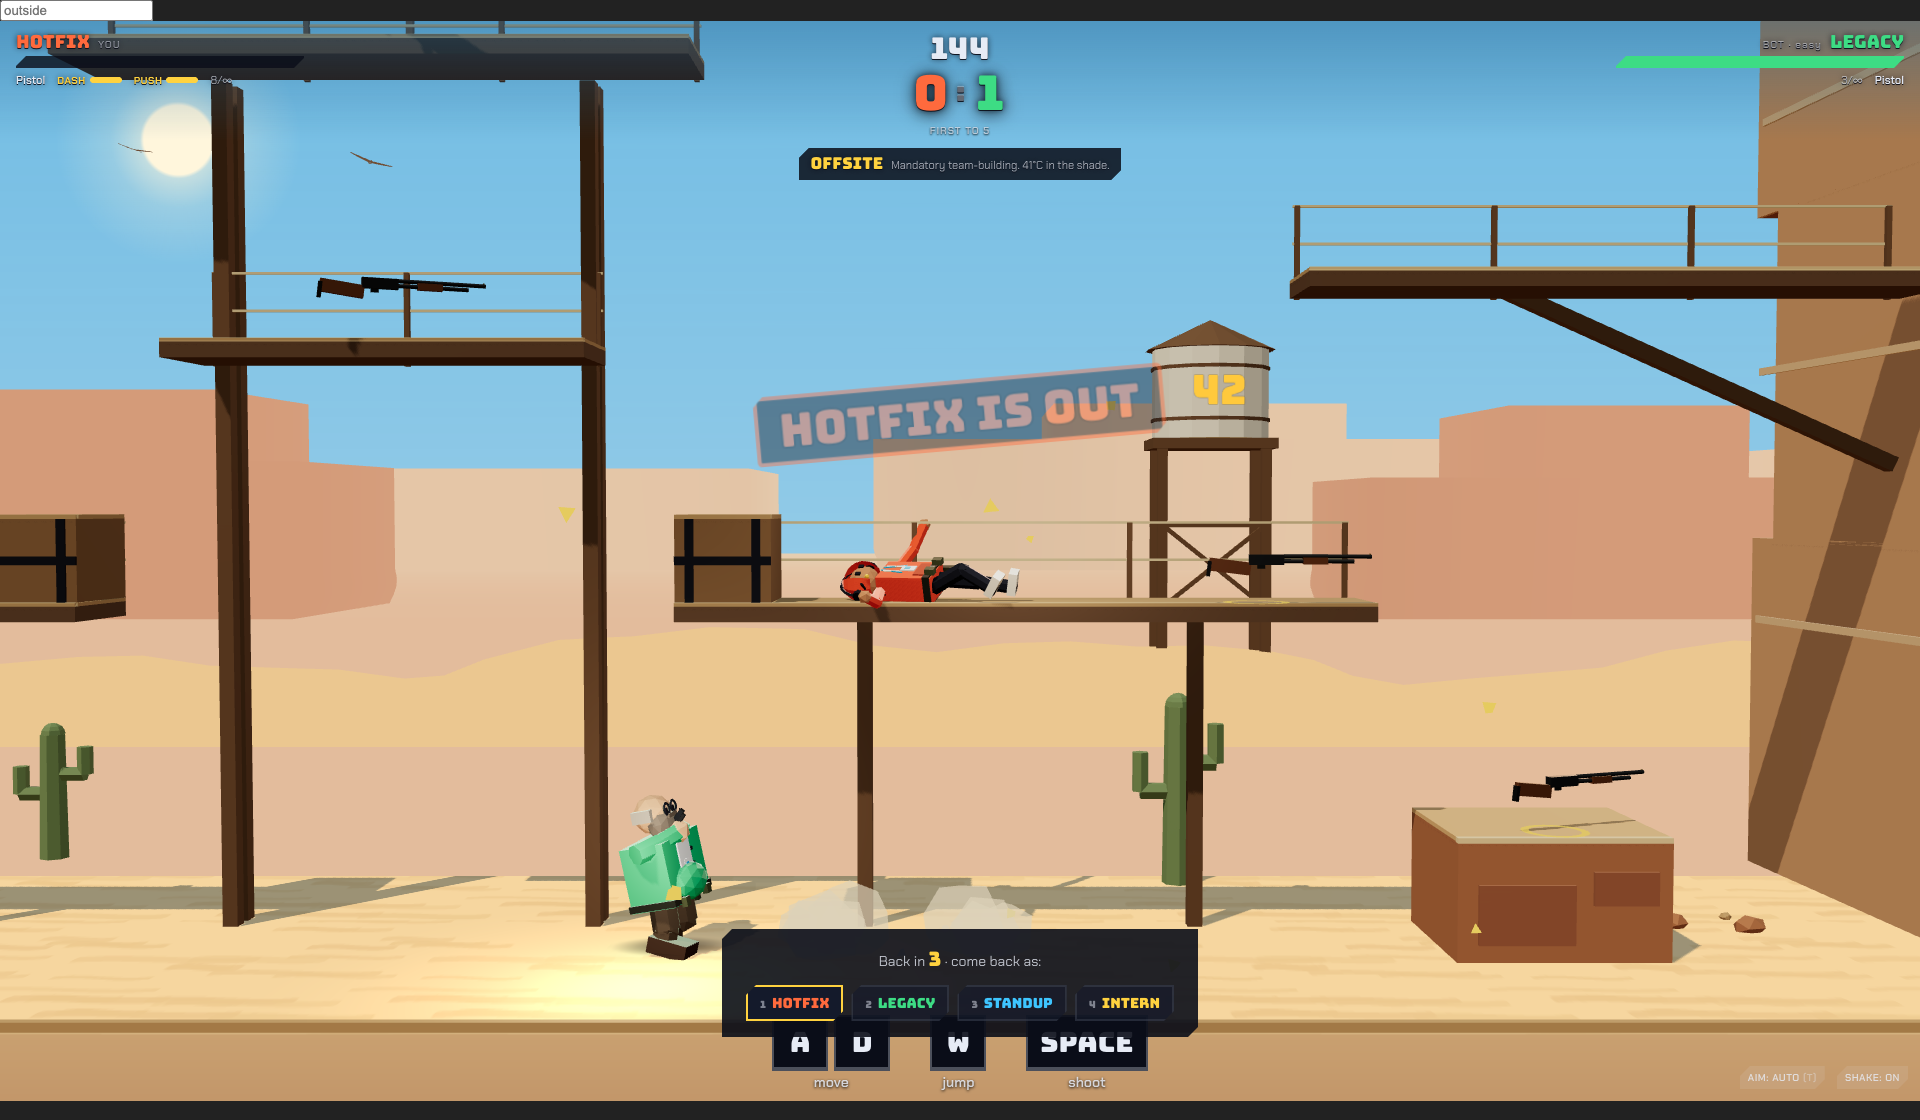 outside
HOTFIX YOU
Pistol DASH PUSH 8/∞
144
0 : 1
FIRST TO 5
OFFSITE Mandatory team-building. 41°C in the shade.
BOT · easy LEGACY
3/∞ Pistol
42
HOTFIX IS OUT
Back in 3 · come back as:
1 HOTFIX 2 LEGACY 3 STANDUP 4 INTERN
A D W SPACE
move jump shoot
AIM: AUTO [T] SHAKE: ON